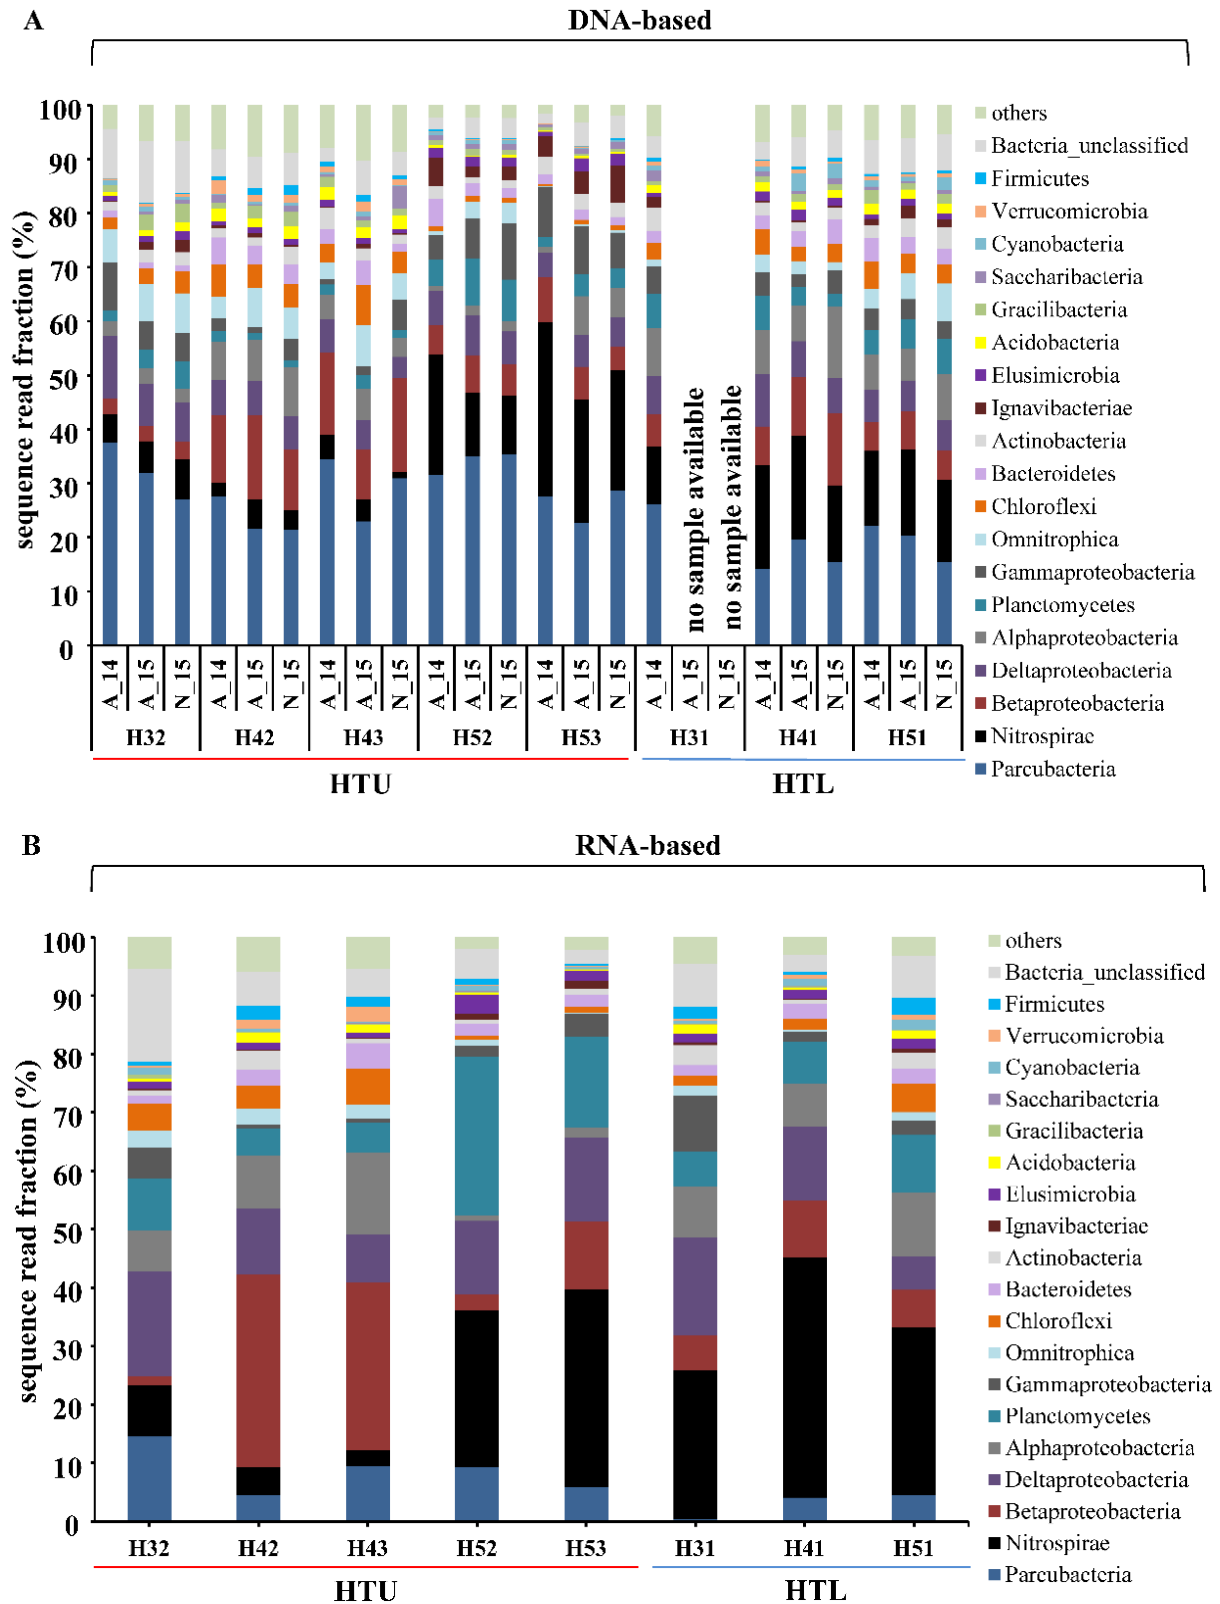 A
DNA-based
sequence read fraction (%)
100
90
80
70
60
50
40
30
20
10
0
no sample available
no sample available
A_14 A_15 N_15 A_14 A_15 N_15 A_14 A_15 N_15 A_14 A_15 N_15 A_14 A_15 N_15 A_14 A_15 N_15 A_14 A_15 N_15 A_14 A_15 N_15
H32 H42 H43 H52 H53 H31 H41 H51
HTU HTL
others
Bacteria_unclassified
Firmicutes
Verrucomicrobia
Cyanobacteria
Saccharibacteria
Gracilibacteria
Acidobacteria
Elusimicrobia
Ignavibacteriae
Actinobacteria
Bacteroidetes
Chloroflexi
Omnitrophica
Gammaproteobacteria
Planctomycetes
Alphaproteobacteria
Deltaproteobacteria
Betaproteobacteria
Nitrospirae
Parcubacteria
B
RNA-based
sequence read fraction (%)
100
90
80
70
60
50
40
30
20
10
0
H32 H42 H43 H52 H53 H31 H41 H51
HTU HTL
others
Bacteria_unclassified
Firmicutes
Verrucomicrobia
Cyanobacteria
Saccharibacteria
Gracilibacteria
Acidobacteria
Elusimicrobia
Ignavibacteriae
Actinobacteria
Bacteroidetes
Chloroflexi
Omnitrophica
Gammaproteobacteria
Planctomycetes
Alphaproteobacteria
Deltaproteobacteria
Betaproteobacteria
Nitrospirae
Parcubacteria